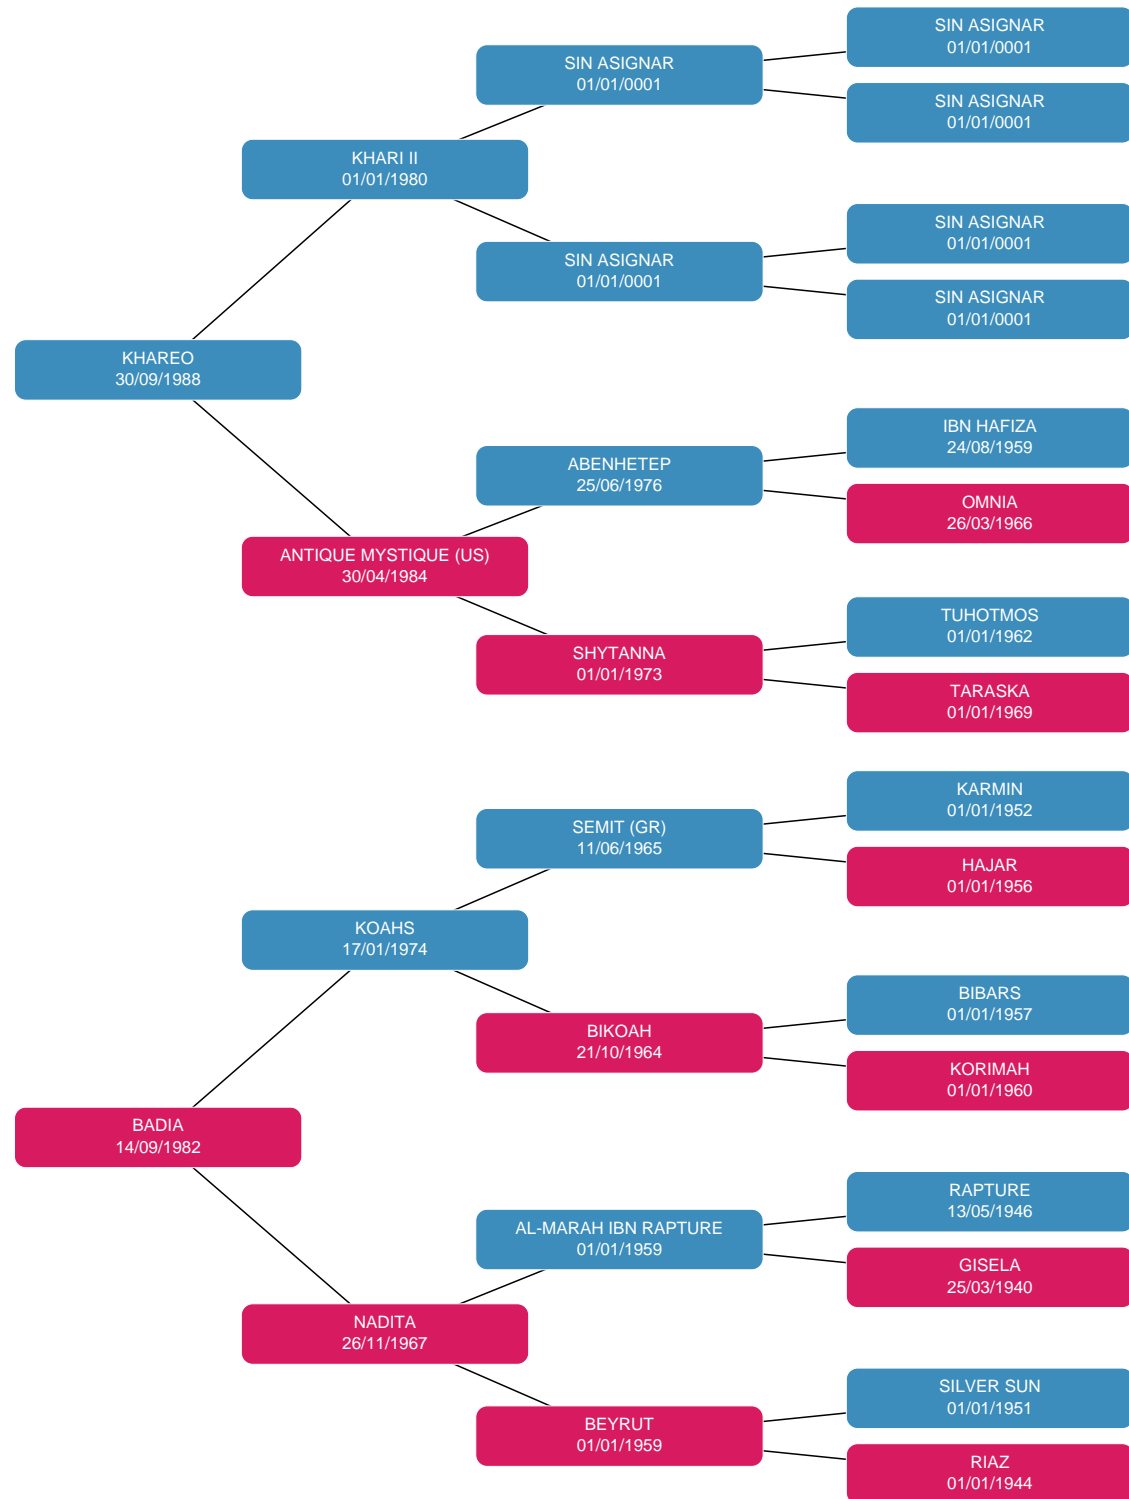 SIN ASIGNAR
01/01/0001
SIN ASIGNAR
01/01/0001
SIN ASIGNAR
01/01/0001
KHARI II
01/01/1980
SIN ASIGNAR
01/01/0001
SIN ASIGNAR
01/01/0001
SIN ASIGNAR
01/01/0001
KHAREO
30/09/1988
IBN HAFIZA
24/08/1959
ABENHETEP
25/06/1976
OMNIA
26/03/1966
ANTIQUE MYSTIQUE (US)
30/04/1984
TUHOTMOS
01/01/1962
SHYTANNA
01/01/1973
TARASKA
01/01/1969
KARMIN
01/01/1952
SEMIT (GR)
11/06/1965
HAJAR
01/01/1956
KOAHS
17/01/1974
BIBARS
01/01/1957
BIKOAH
21/10/1964
KORIMAH
01/01/1960
BADIA
14/09/1982
RAPTURE
13/05/1946
AL-MARAH IBN RAPTURE
01/01/1959
GISELA
25/03/1940
NADITA
26/11/1967
SILVER SUN
01/01/1951
BEYRUT
01/01/1959
RIAZ
01/01/1944